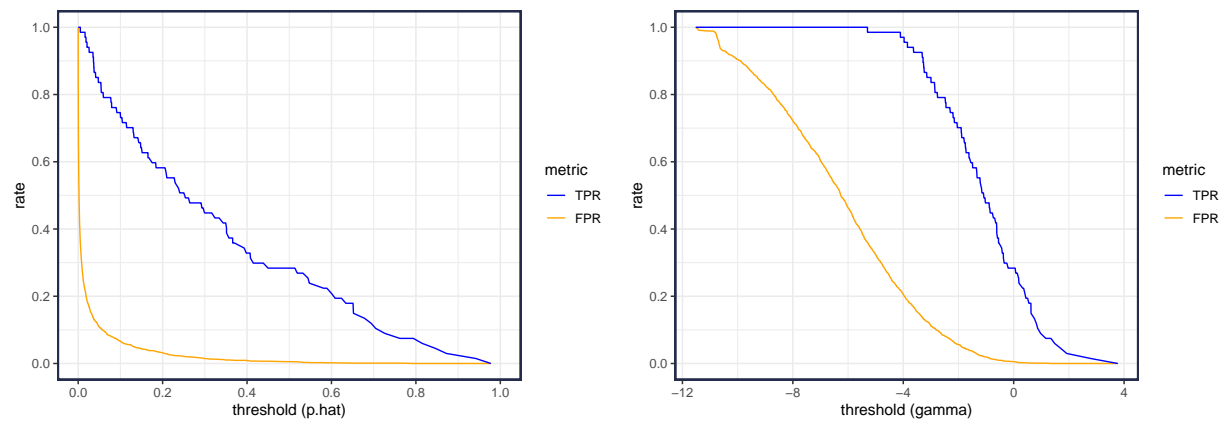 1.0
0.8
0.6
0.4
0.2
0.0
rate
0.0 0.2 0.4 0.6 0.8 1.0
threshold (p.hat)
metric
TPR
FPR
1.0
0.8
0.6
0.4
0.2
0.0
rate
−12 −8 −4 0 4
threshold (gamma)
metric
TPR
FPR